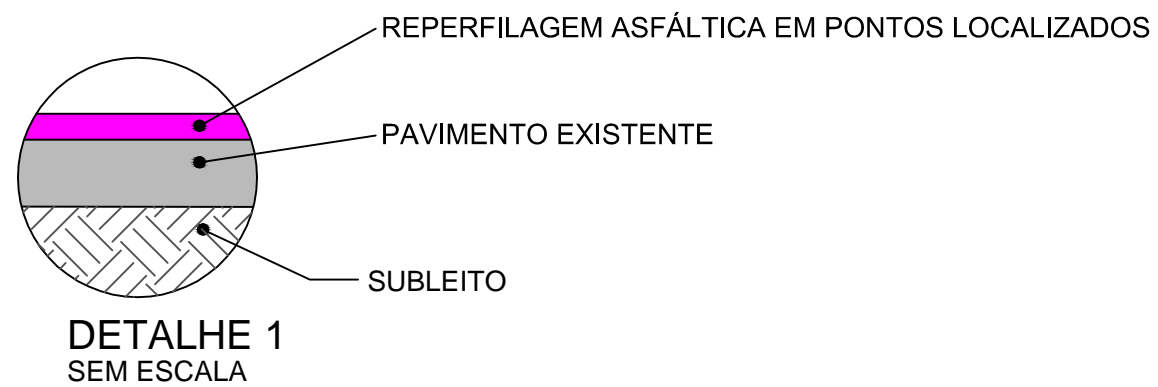 REPERFILAGEM ASFÁLTICA EM PONTOS LOCALIZADOS
PAVIMENTO EXISTENTE
SUBLEITO
DETALHE 1
SEM ESCALA